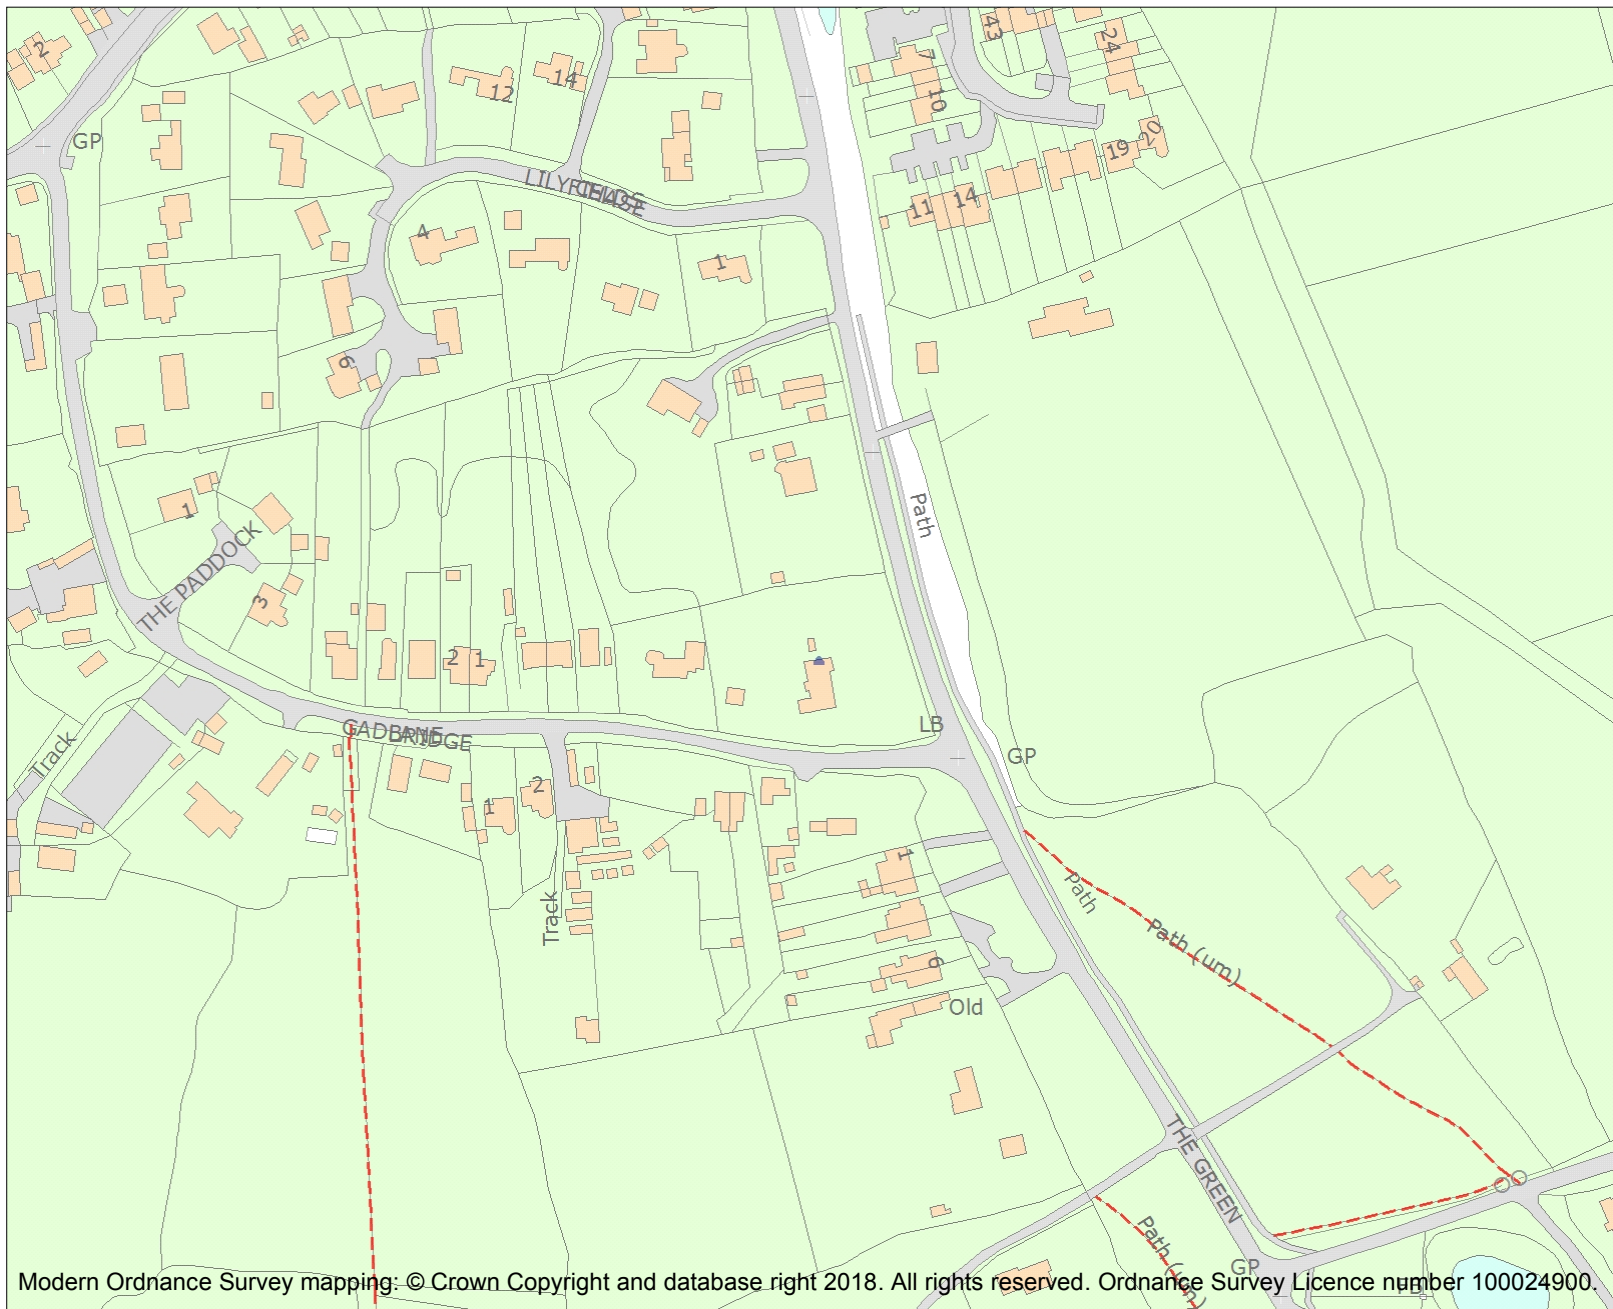 2
43
24
7
12
14
10
GP
20
19
LILYFIELDS
CHASE
14
11
4
1
6
Path
1
THE PADDOCK
3
2
1
LB
GADBRIDGE
LANE
GP
Track
2
1
1
Path
Track
Path (um)
6
Old
THE GREEN
Path (um)
GP
Modern Ordnance Survey mapping: © Crown Copyright and database right 2018. All rights reserved. Ordnance Survey Licence number 100024900.